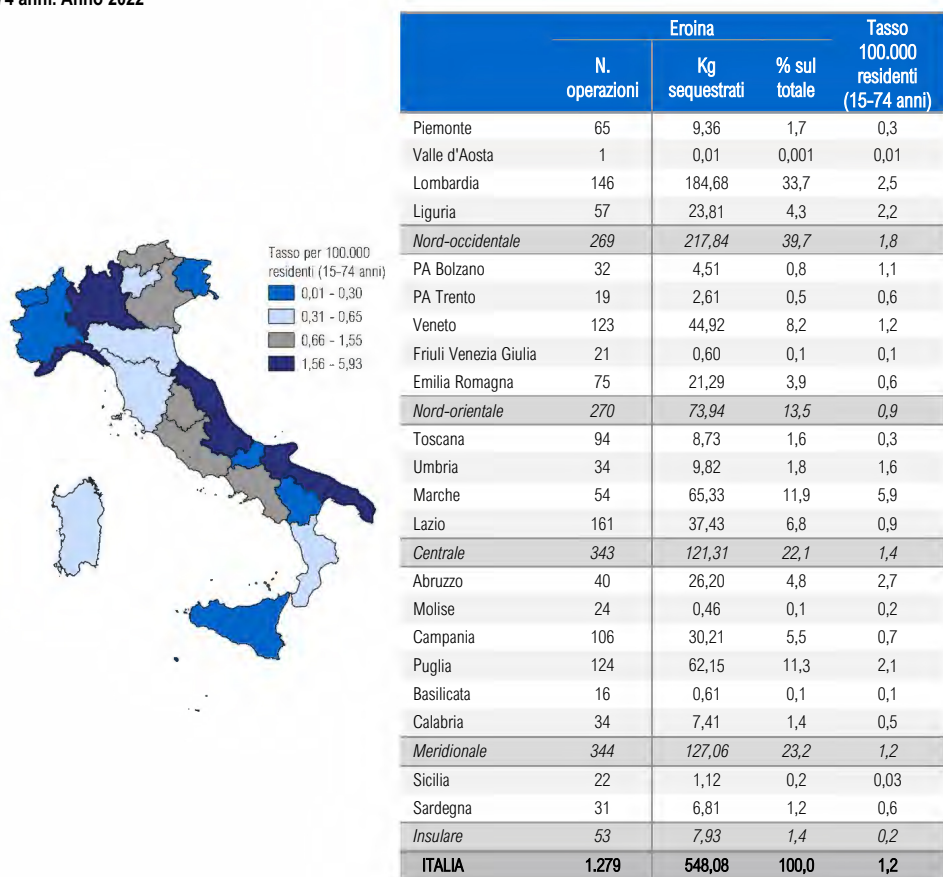 74 anni. Anno 2022
Eroina
Tasso 100.000 residenti (15-74 anni)
N. operazioni
Kg sequestrati
% sul totale
Piemonte 65 9,36 1,7 0,3
Valle d'Aosta 1 0,01 0,001 0,01
Lombardia 146 184,68 33,7 2,5
Liguria 57 23,81 4,3 2,2
Nord-occidentale 269 217,84 39,7 1,8
PA Bolzano 32 4,51 0,8 1,1
PA Trento 19 2,61 0,5 0,6
Veneto 123 44,92 8,2 1,2
Friuli Venezia Giulia 21 0,60 0,1 0,1
Emilia Romagna 75 21,29 3,9 0,6
Nord-orientale 270 73,94 13,5 0,9
Toscana 94 8,73 1,6 0,3
Umbria 34 9,82 1,8 1,6
Marche 54 65,33 11,9 5,9
Lazio 161 37,43 6,8 0,9
Centrale 343 121,31 22,1 1,4
Abruzzo 40 26,20 4,8 2,7
Molise 24 0,46 0,1 0,2
Campania 106 30,21 5,5 0,7
Puglia 124 62,15 11,3 2,1
Basilicata 16 0,61 0,1 0,1
Calabria 34 7,41 1,4 0,5
Meridionale 344 127,06 23,2 1,2
Sicilia 22 1,12 0,2 0,03
Sardegna 31 6,81 1,2 0,6
Insulare 53 7,93 1,4 0,2
ITALIA 1.279 548,08 100,0 1,2
Tasso per 100.000
residenti (15-74 anni)
0,01 - 0,30
0,31 - 0,65
0,66 - 1,55
1,56 - 5,93